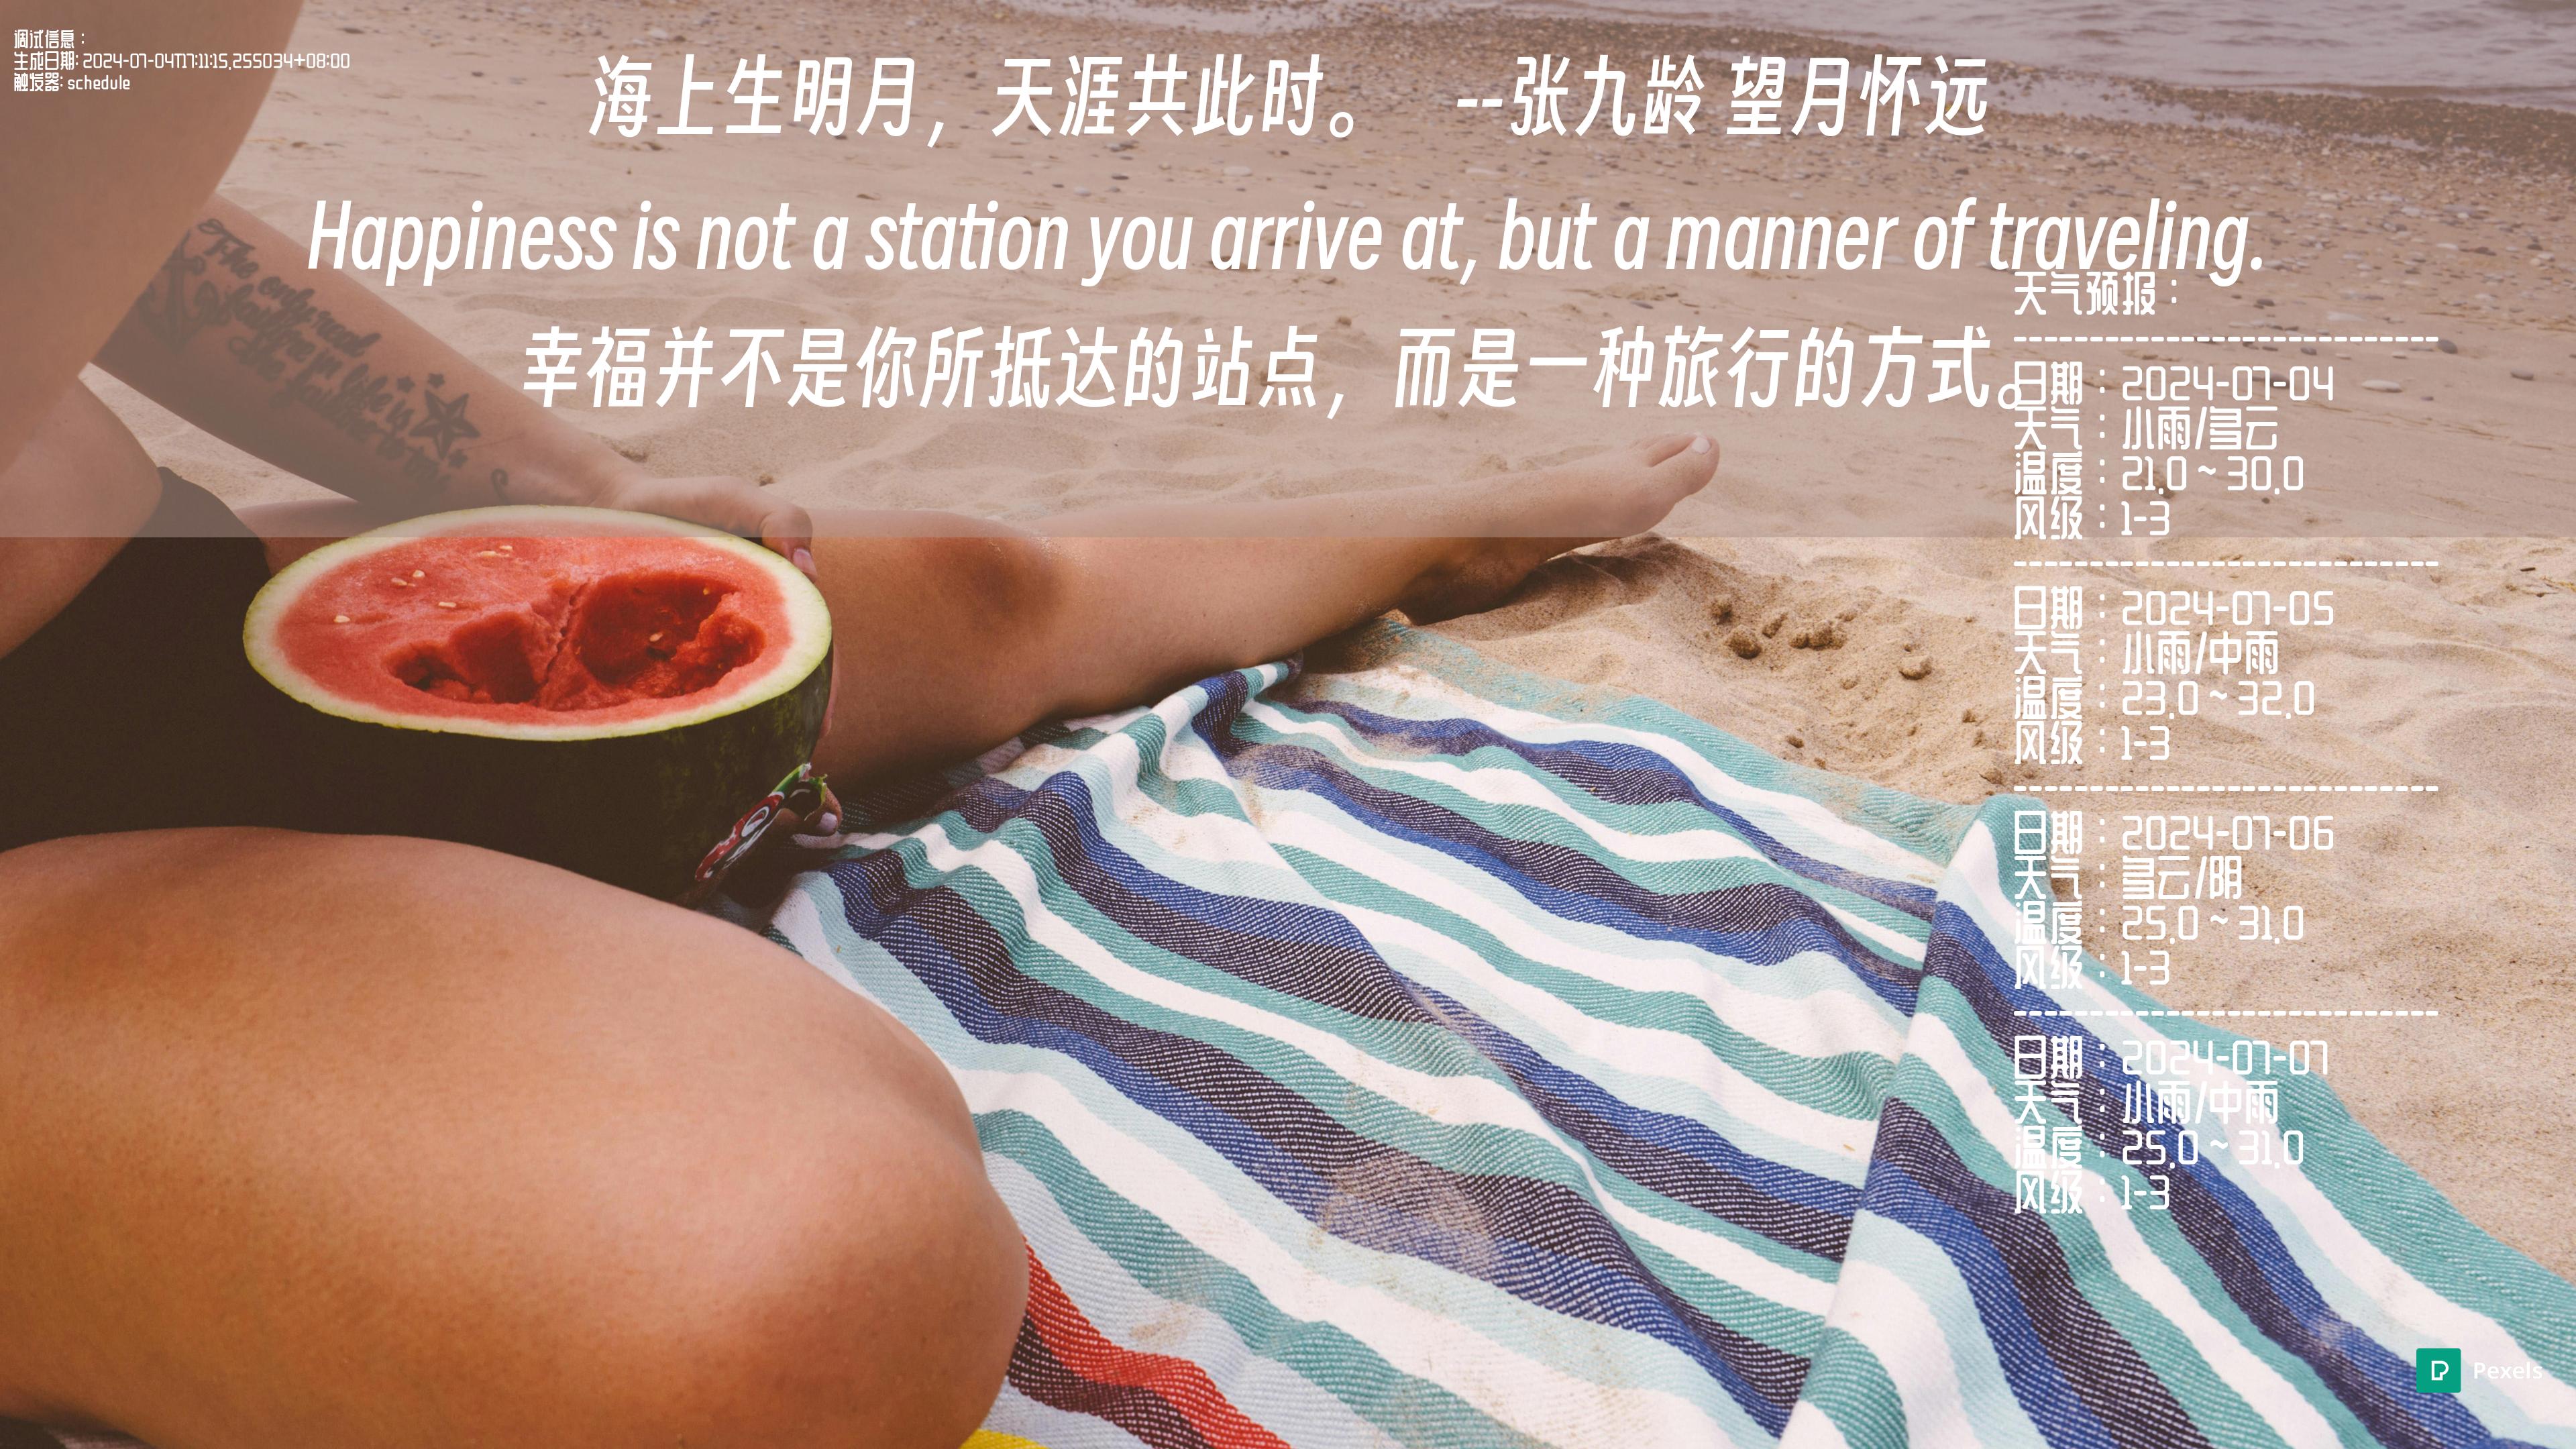 调试信息：
生成日期: 2024-07-04T17:11:15.255034+08:00
触发器: schedule
海上生明月，天涯共此时。 --张九龄 望月怀远
Happiness is not a station you arrive at, but a manner of traveling.
幸福并不是你所抵达的站点，而是一种旅行的方式。
The only real
failure in life is
the failure to try
天气预报：
------------------------------
日期：2024-07-04
天气：小雨/多云
温度：21.0 ~ 30.0
风级：1-3
------------------------------
日期：2024-07-05
天气：小雨/中雨
温度：23.0 ~ 32.0
风级：1-3
------------------------------
日期：2024-07-06
天气：多云/阴
温度：25.0 ~ 31.0
风级：1-3
------------------------------
日期：2024-07-07
天气：小雨/中雨
温度：25.0 ~ 31.0
风级：1-3
Pexels